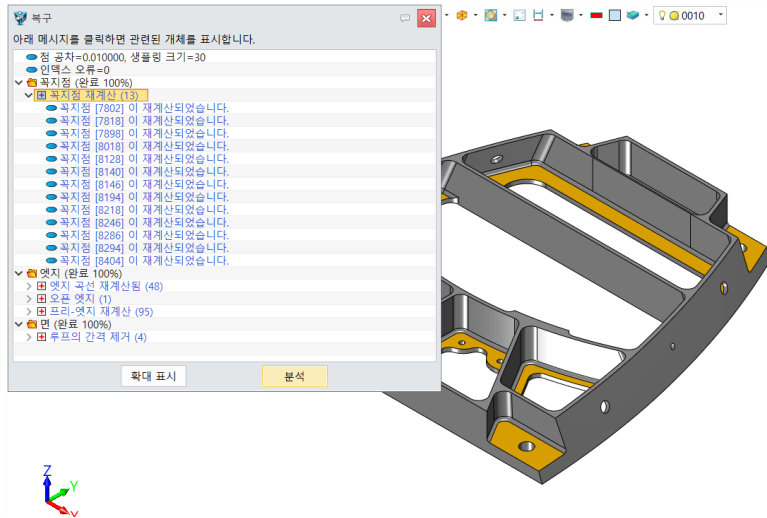 복구
0010
아래 메시지를 클릭하면 관련된 개체를 표시합니다.
점 공차=0.010000, 샘플링 크기=30
인덱스 오류=0
꼭지점 (완료 100%)
꼭지점 재계산 (13)
꼭지점 [7802] 이 재계산되었습니다.
꼭지점 [7818] 이 재계산되었습니다.
꼭지점 [7898] 이 재계산되었습니다.
꼭지점 [8018] 이 재계산되었습니다.
꼭지점 [8128] 이 재계산되었습니다.
꼭지점 [8140] 이 재계산되었습니다.
꼭지점 [8146] 이 재계산되었습니다.
꼭지점 [8194] 이 재계산되었습니다.
꼭지점 [8218] 이 재계산되었습니다.
꼭지점 [8246] 이 재계산되었습니다.
꼭지점 [8286] 이 재계산되었습니다.
꼭지점 [8294] 이 재계산되었습니다.
꼭지점 [8404] 이 재계산되었습니다.
엣지 (완료 100%)
엣지 곡선 재계산됨 (48)
오픈 엣지 (1)
프리-엣지 재계산 (95)
면 (완료 100%)
루프의 간격 제거 (4)
확대 표시
분석
Z
Y
X